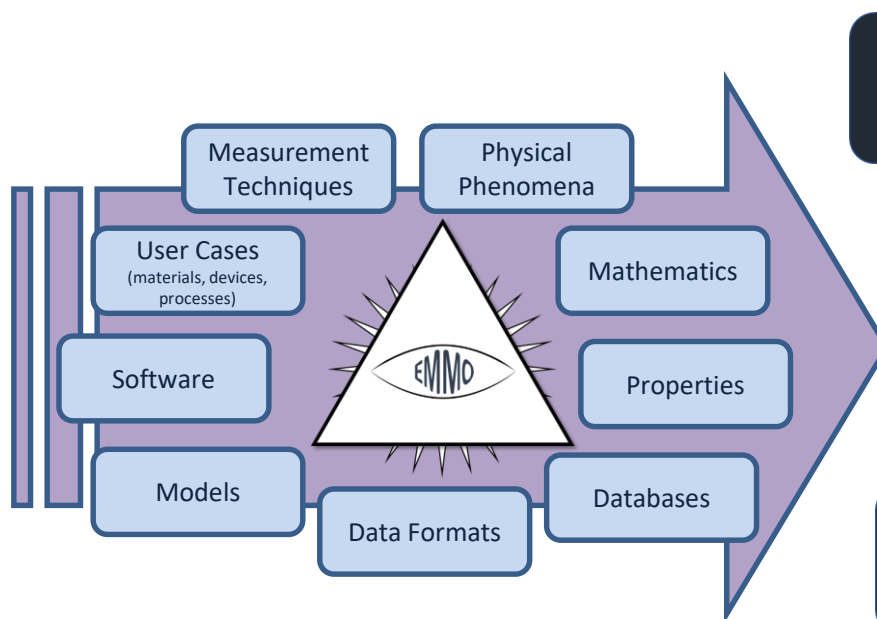 Measurement
Techniques
Physical
Phenomena
User Cases
(materials, devices,
processes)
Mathematics
Software
EMMO
Properties
Models
Databases
Data Formats